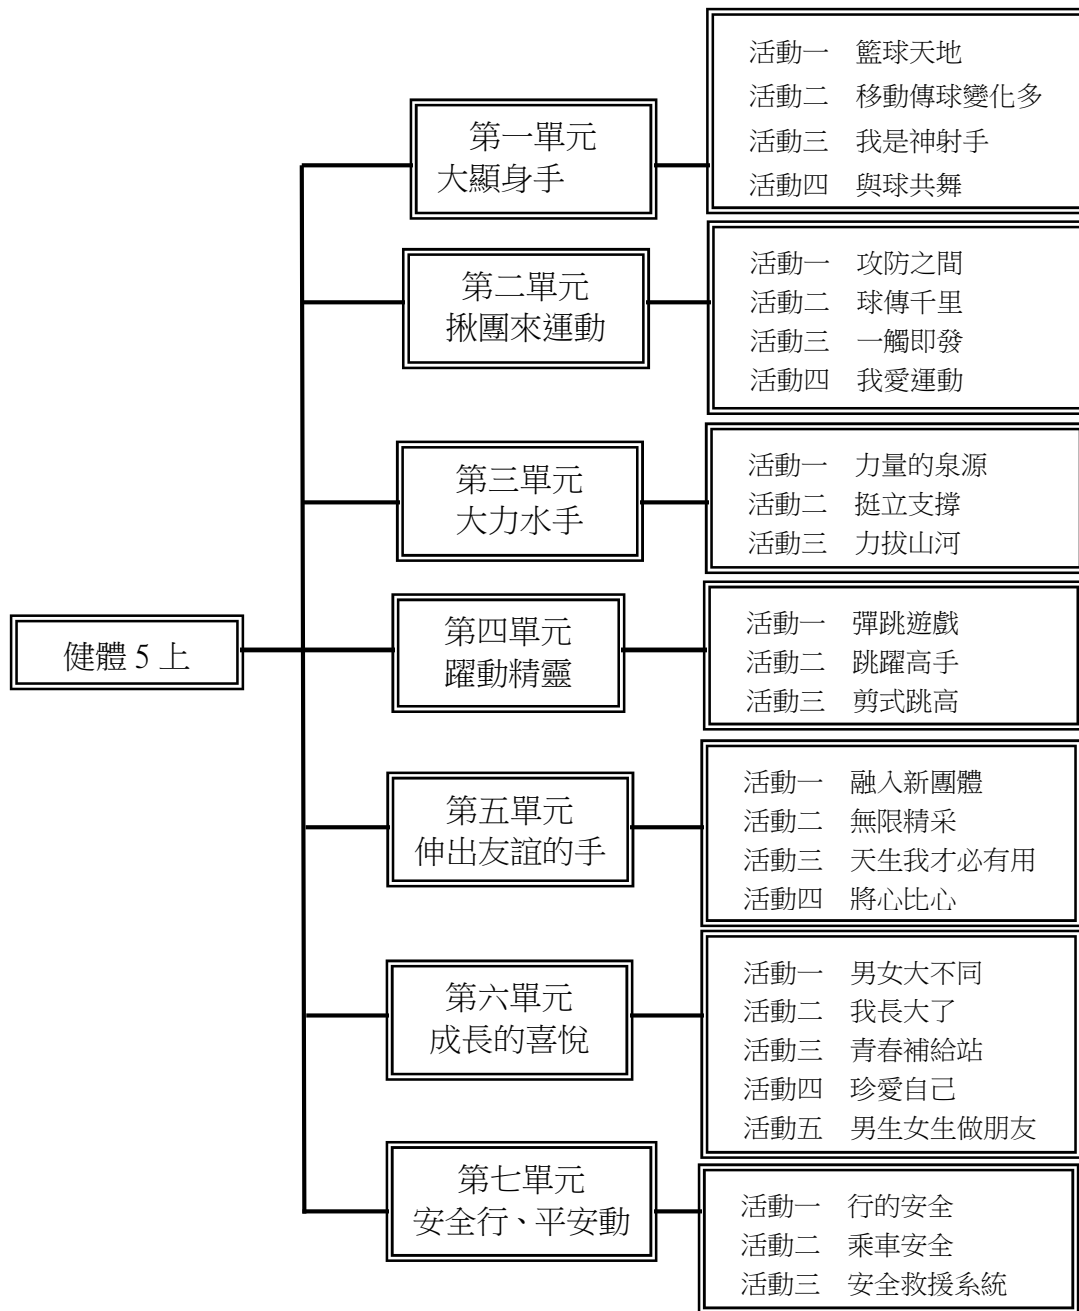 健體 5 上
第一單元
大顯身手
活動一　籃球天地
活動二　移動傳球變化多
活動三　我是神射手
活動四　與球共舞
第二單元
揪團來運動
活動一　攻防之間
活動二　球傳千里
活動三　一觸即發
活動四　我愛運動
第三單元
大力水手
活動一　力量的泉源
活動二　挺立支撐
活動三　力拔山河
第四單元
躍動精靈
活動一　彈跳遊戲
活動二　跳躍高手
活動三　剪式跳高
第五單元
伸出友誼的手
活動一　融入新團體
活動二　無限精采
活動三　天生我才必有用
活動四　將心比心
第六單元
成長的喜悅
活動一　男女大不同
活動二　我長大了
活動三　青春補給站
活動四　珍愛自己
活動五　男生女生做朋友
第七單元
安全行、平安動
活動一　行的安全
活動二　乘車安全
活動三　安全救援系統